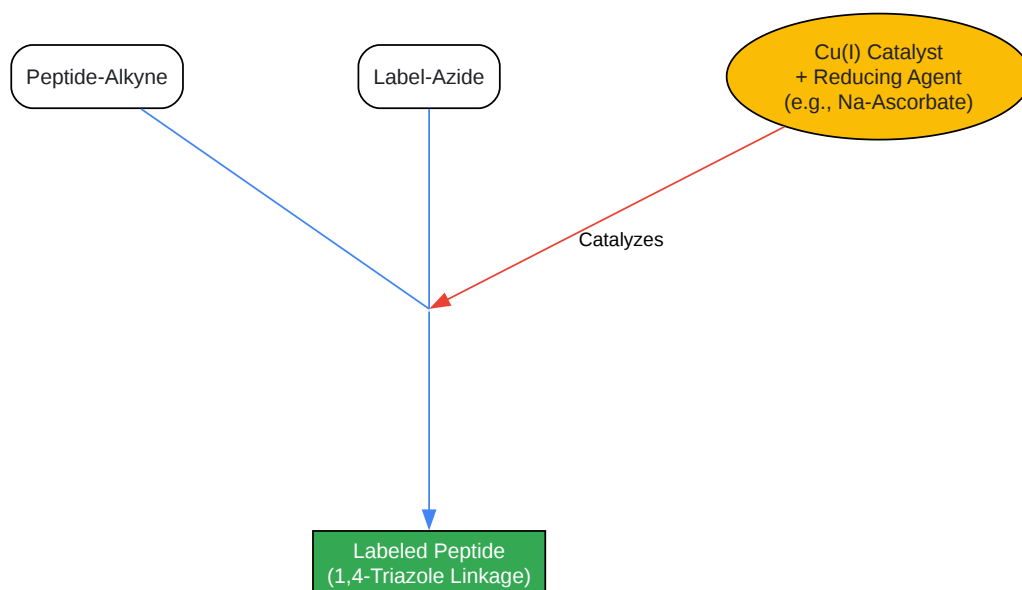 Peptide-Alkyne
Label-Azide
Cu(I) Catalyst
+ Reducing Agent
(e.g., Na-Ascorbate)
Catalyzes
Labeled Peptide
(1,4-Triazole Linkage)